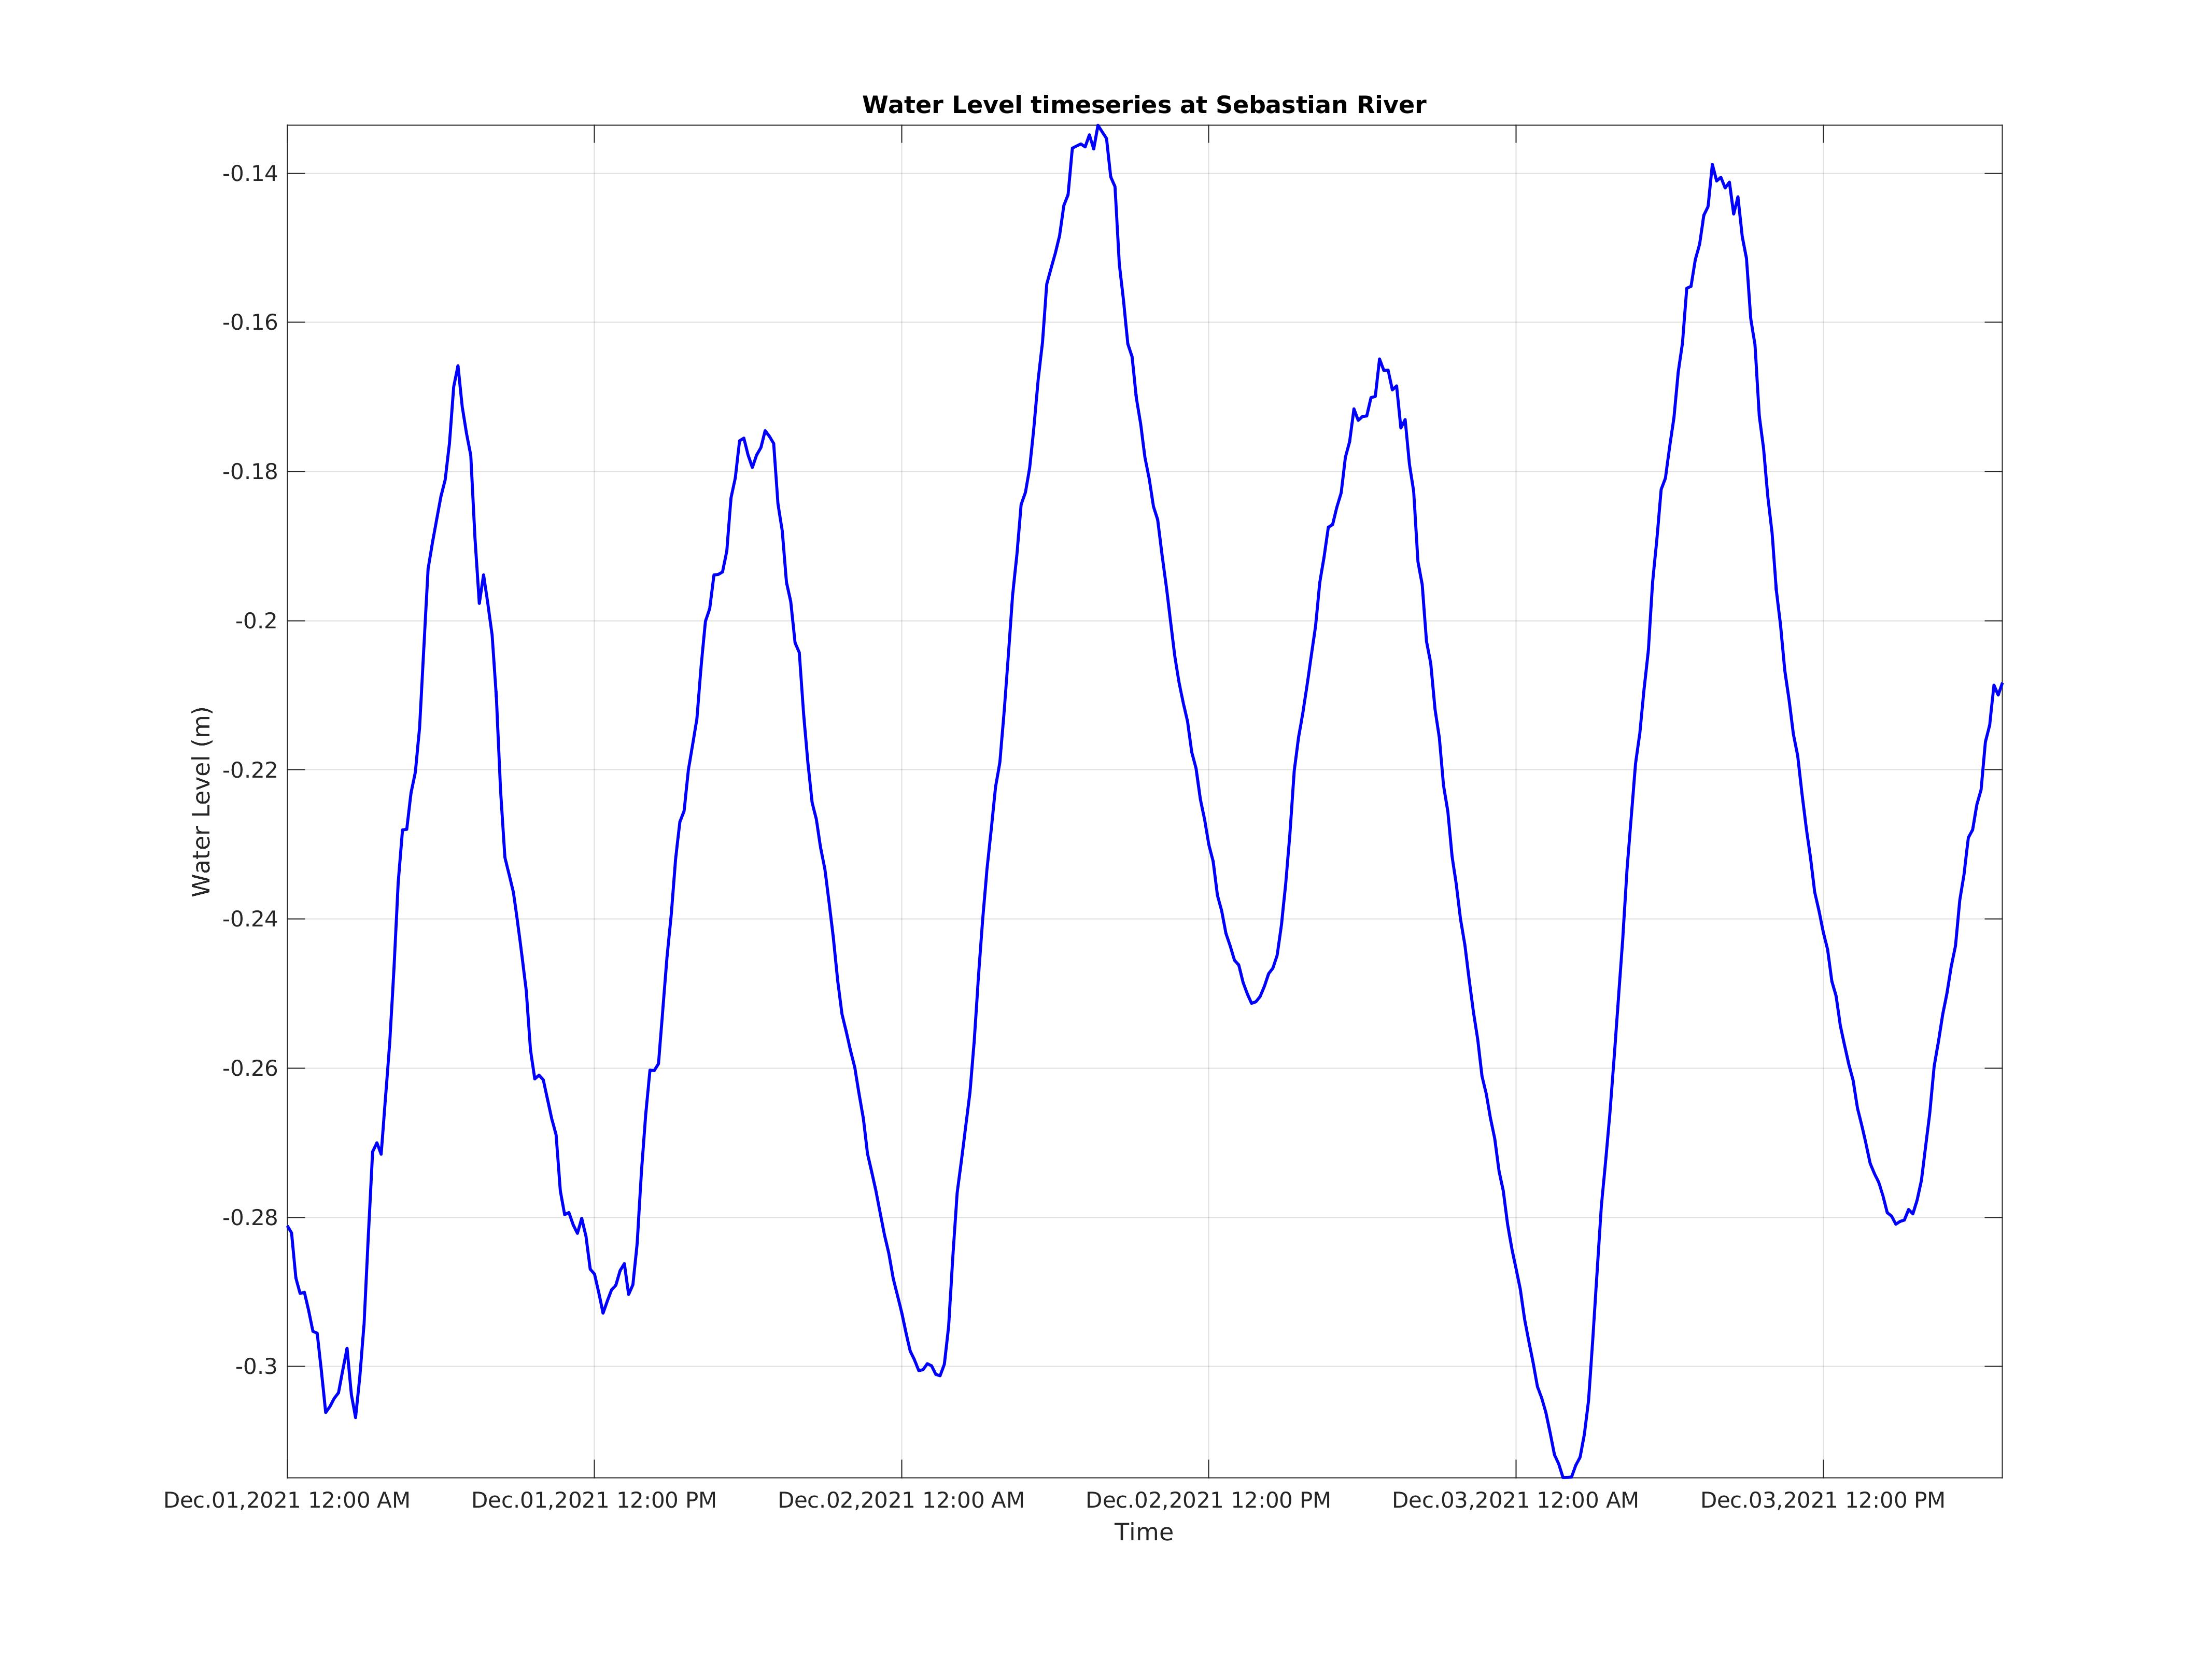 Water Level timeseries at Sebastian River
-0.14
-0.16
-0.18
-0.2
-0.22
-0.24
-0.26
-0.28
-0.3
Water Level (m)
Dec.01,2021 12:00 AM
Dec.01,2021 12:00 PM
Dec.02,2021 12:00 AM
Dec.02,2021 12:00 PM
Dec.03,2021 12:00 AM
Dec.03,2021 12:00 PM
Time